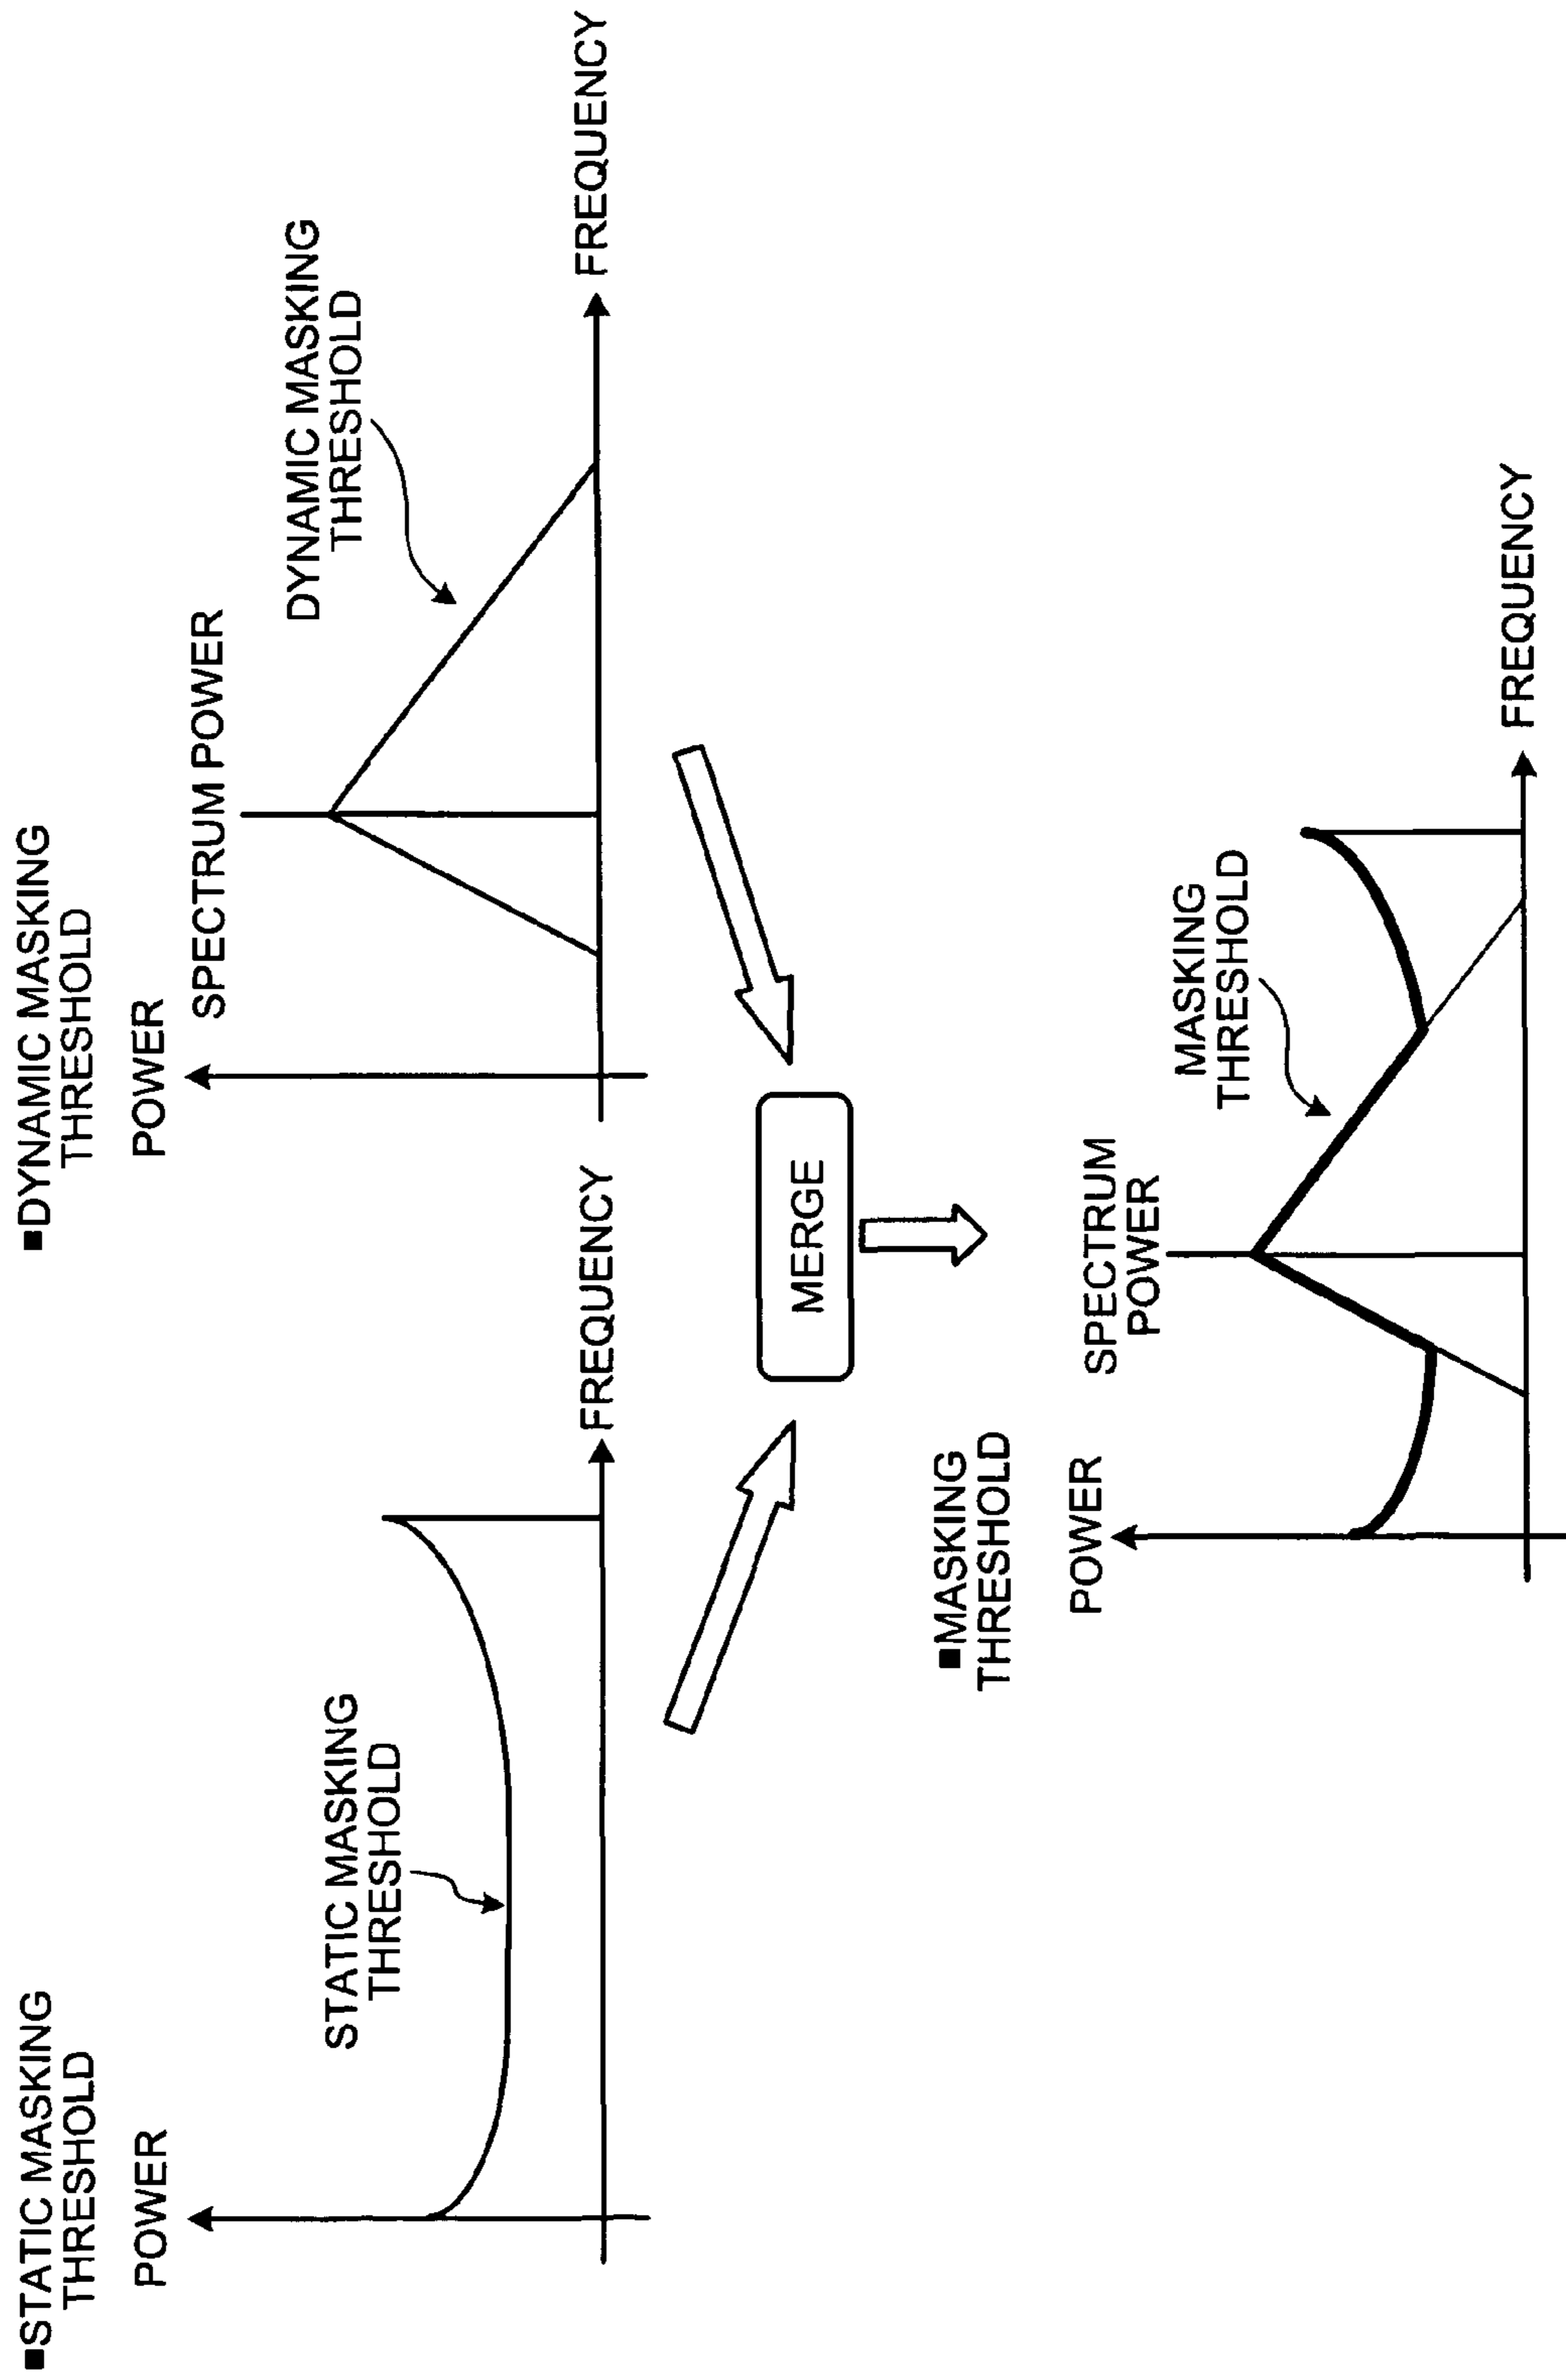 ■STATIC MASKING
THRESHOLD
POWER
STATIC MASKING
THRESHOLD
FREQUENCY
■DYNAMIC MASKING
THRESHOLD
POWER
SPECTRUM POWER
DYNAMIC MASKING
THRESHOLD
FREQUENCY
MERGE
■MASKING
THRESHOLD
POWER
SPECTRUM
POWER
MASKING
THRESHOLD
FREQUENCY